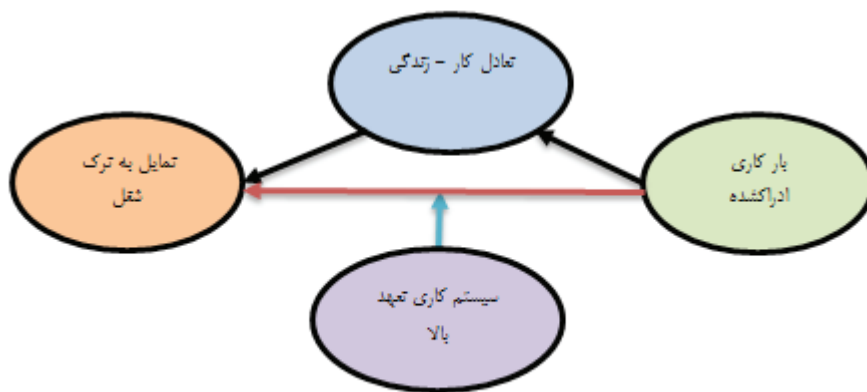 تعادل کار - زندگی
تمایل به ترک
شغل
بار کاری
ادراکشده
سیستم کاری تعهد
بالا